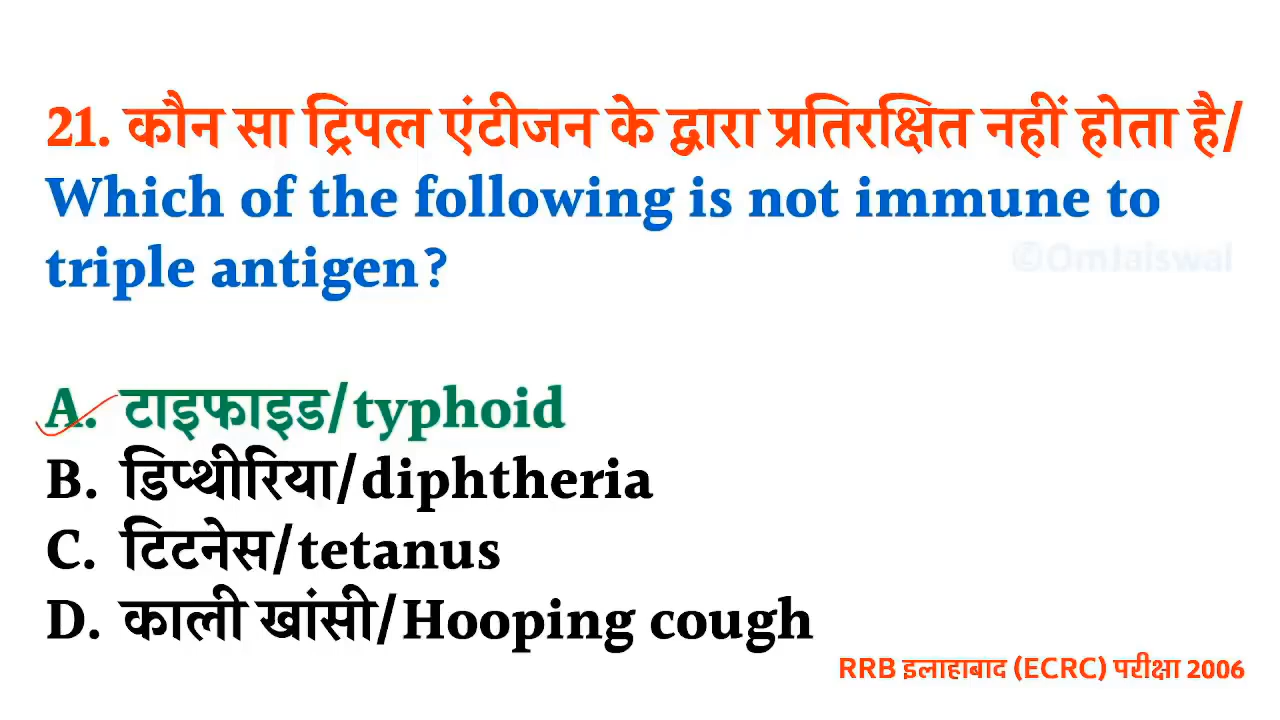 21. कौन सा ट्रिपल एंटीजन के द्वारा प्रतिरक्षित नहीं होता है/
Which of the following is not immune to
triple antigen?
©OmJaiswal
A. टाइफाइड/typhoid
B. डिप्थीरिया/diphtheria
C. टिटनेस/tetanus
D. काली खांसी/Hooping cough
RRB इलाहाबाद (ECRC) परीक्षा 2006